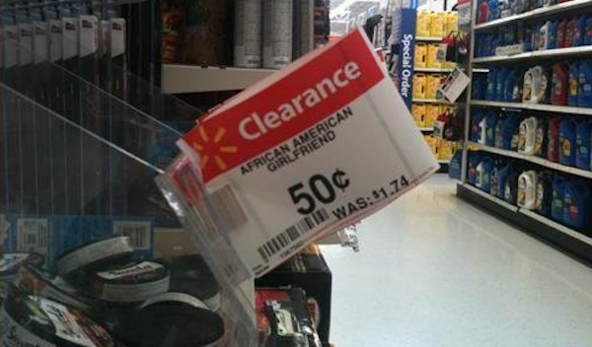 Special Order
Clearance
AFRICAN AMERICAN
GIRLFRIEND
50¢
WAS: $1.74